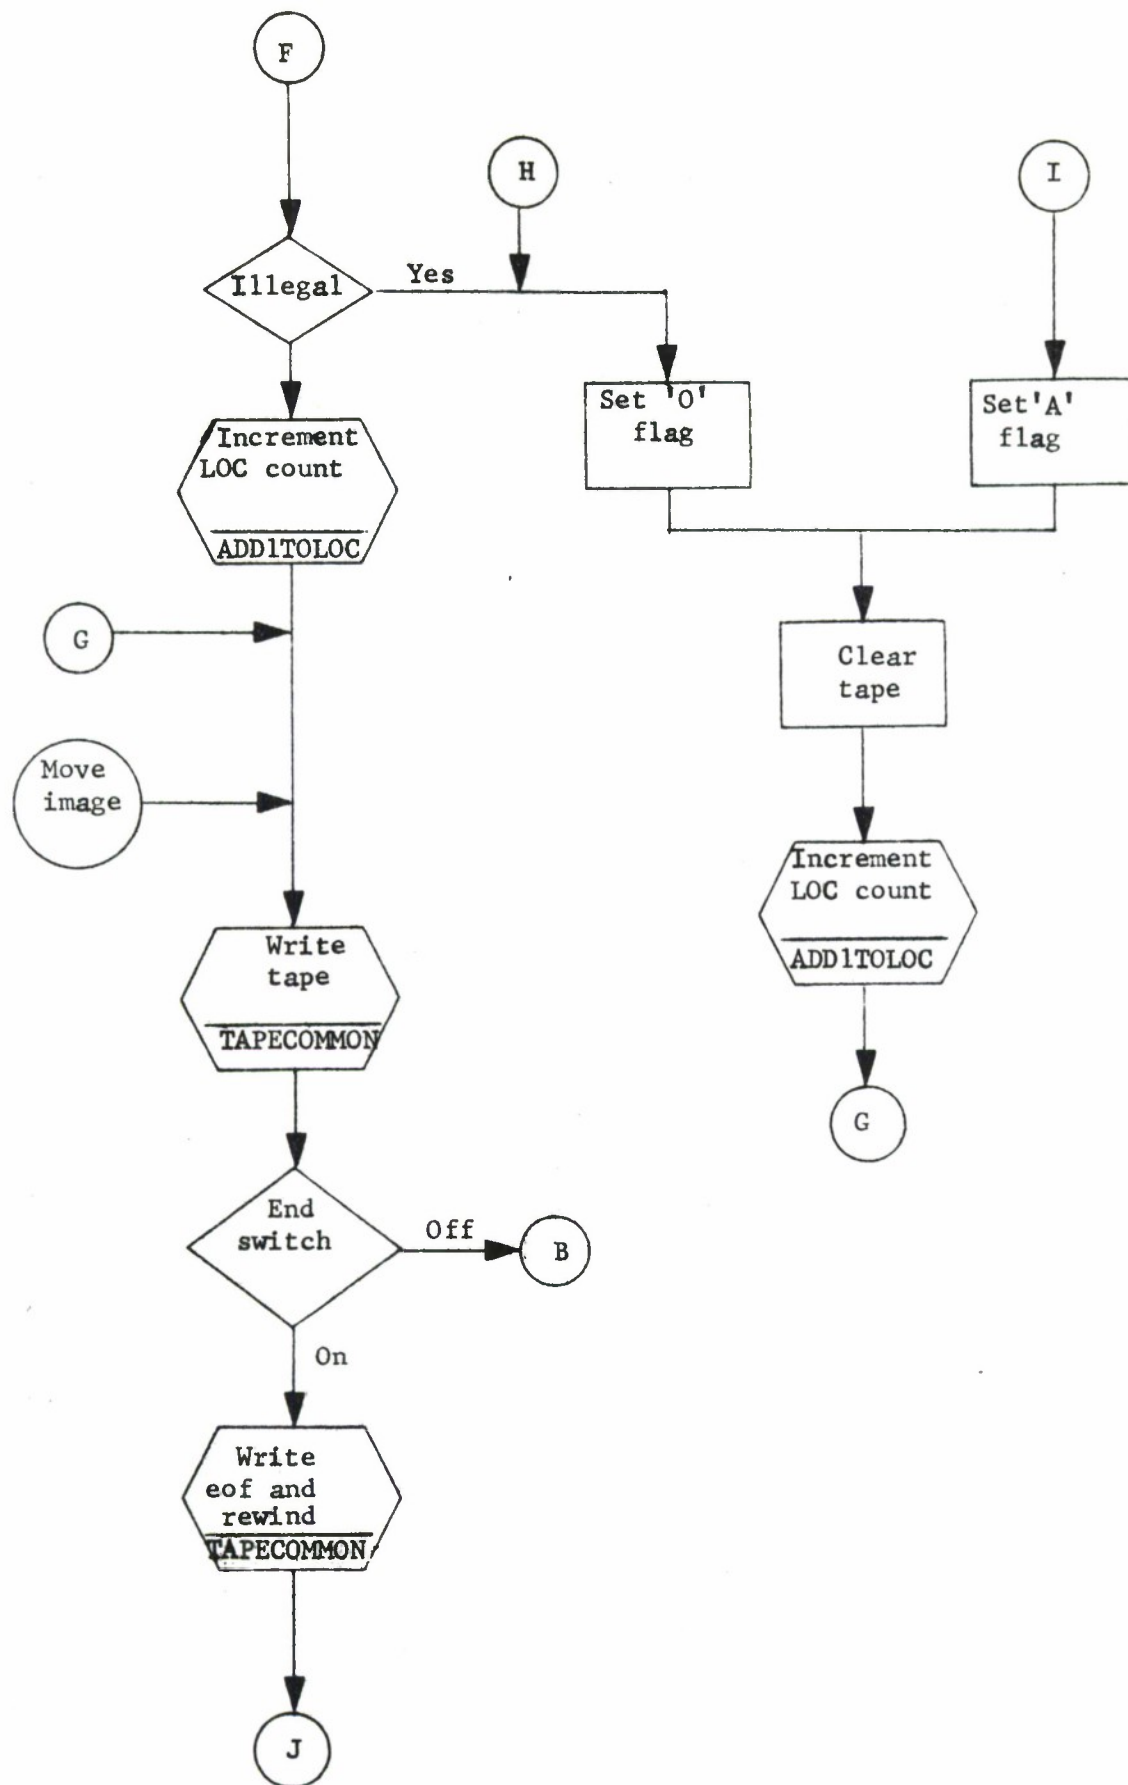 F
H
I
Illegal
Yes
Set 'O'
flag
Set'A'
flag
Increment
LOC count
ADD1TOLOC
G
Clear
tape
Move
image
Increment
LOC count
ADD1TOLOC
Write
tape
TAPECOMMON
G
End
switch
Off
B
On
Write
eof and
rewind
TAPECOMMON
J